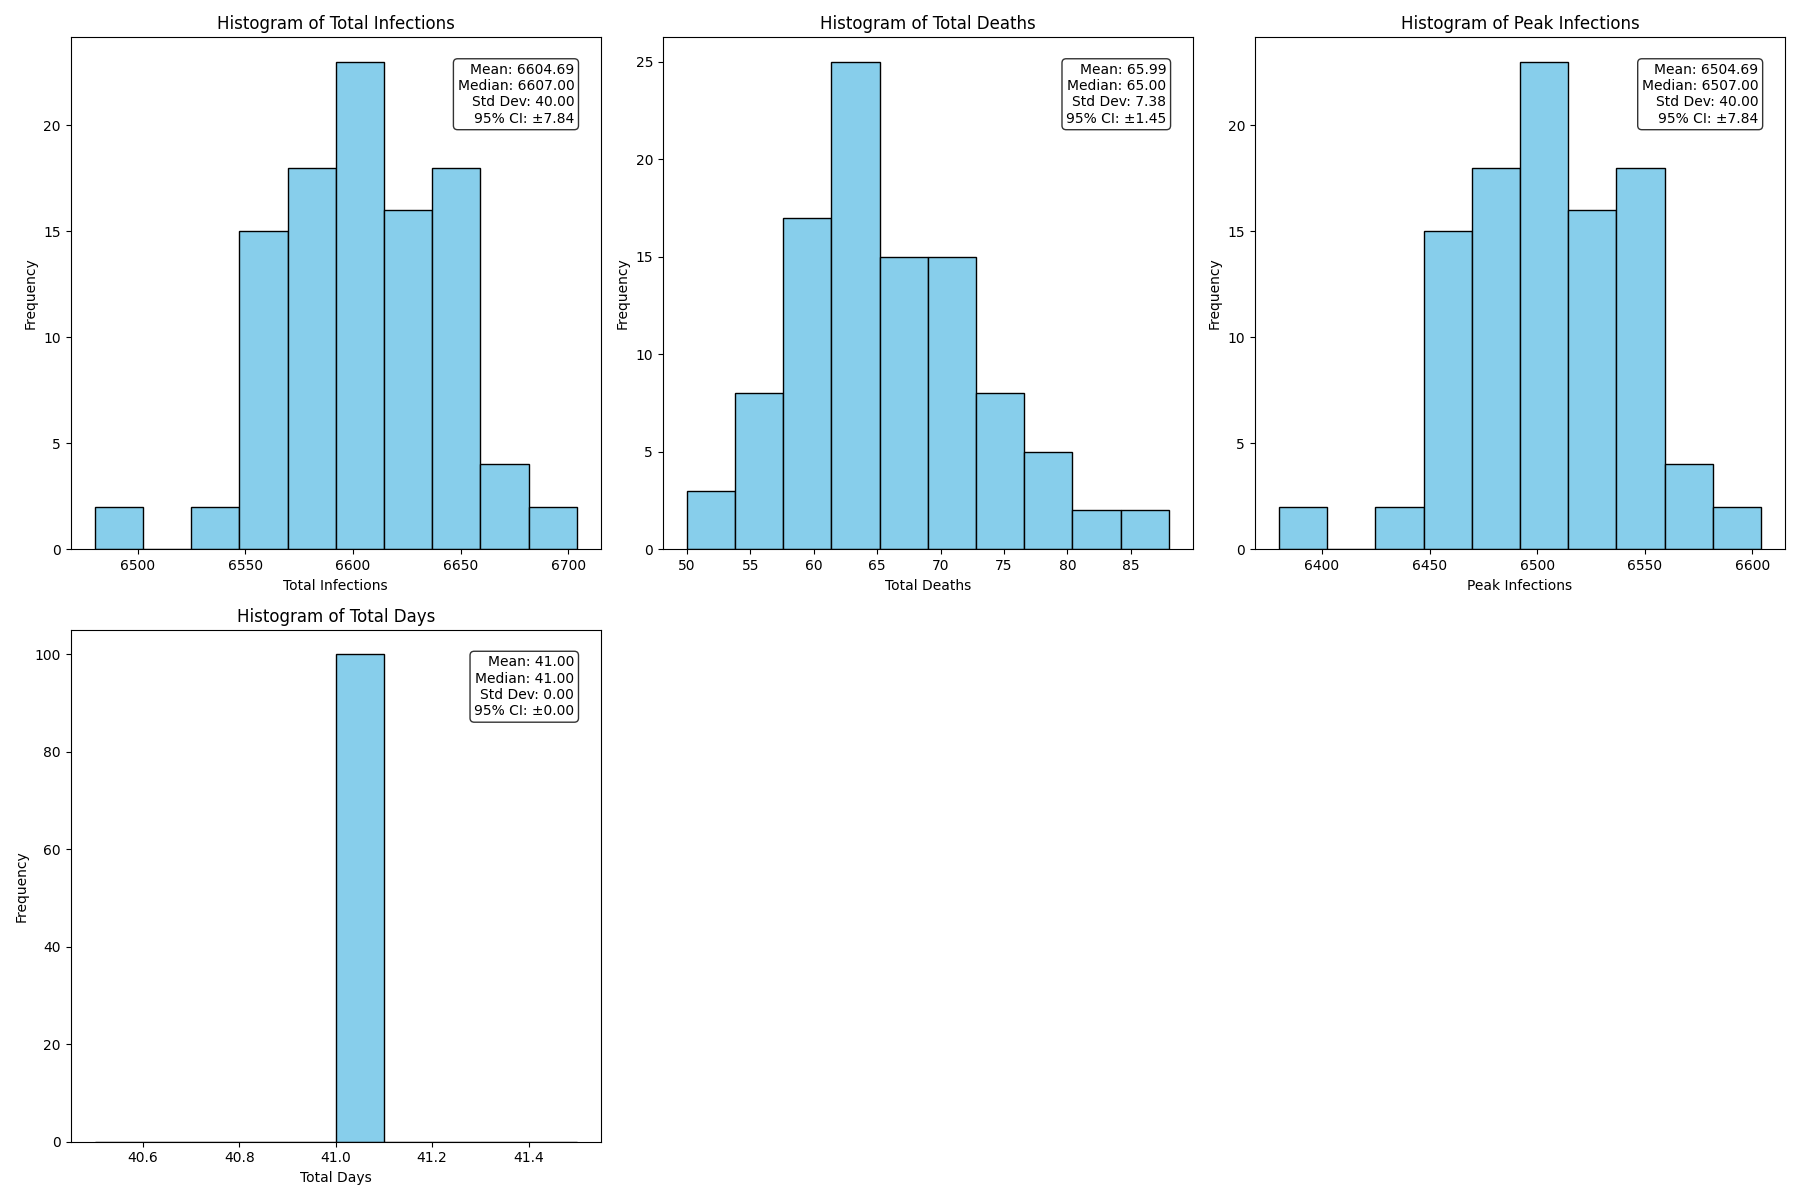 Histogram of Total Infections
Mean: 6604.69
Median: 6607.00
Std Dev: 40.00
95% CI: ±7.84
20
15
10
5
0
Frequency
6500 6550 6600 6650 6700
Total Infections
Histogram of Total Deaths
Mean: 65.99
Median: 65.00
Std Dev: 7.38
95% CI: ±1.45
25
20
15
10
5
0
Frequency
50 55 60 65 70 75 80 85
Total Deaths
Histogram of Peak Infections
Mean: 6504.69
Median: 6507.00
Std Dev: 40.00
95% CI: ±7.84
20
15
10
5
0
Frequency
6400 6450 6500 6550 6600
Peak Infections
Histogram of Total Days
Mean: 41.00
Median: 41.00
Std Dev: 0.00
95% CI: ±0.00
100
80
60
40
20
0
Frequency
40.6 40.8 41.0 41.2 41.4
Total Days